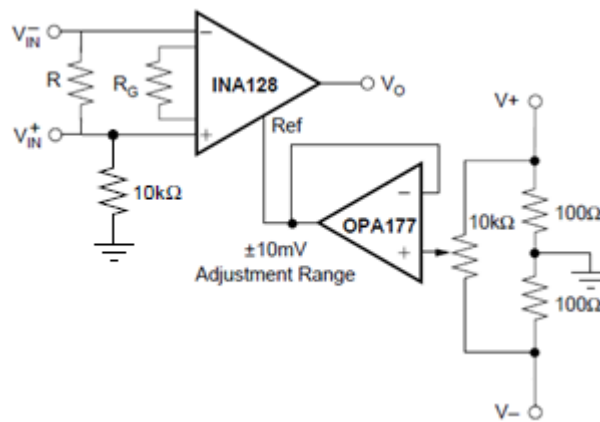 V−IN
V+
R
RG
INA128
VO
V+IN
Ref
10kΩ
OPA177
10kΩ
100Ω
±10mV
Adjustment Range
100Ω
V−
−
+
−
+